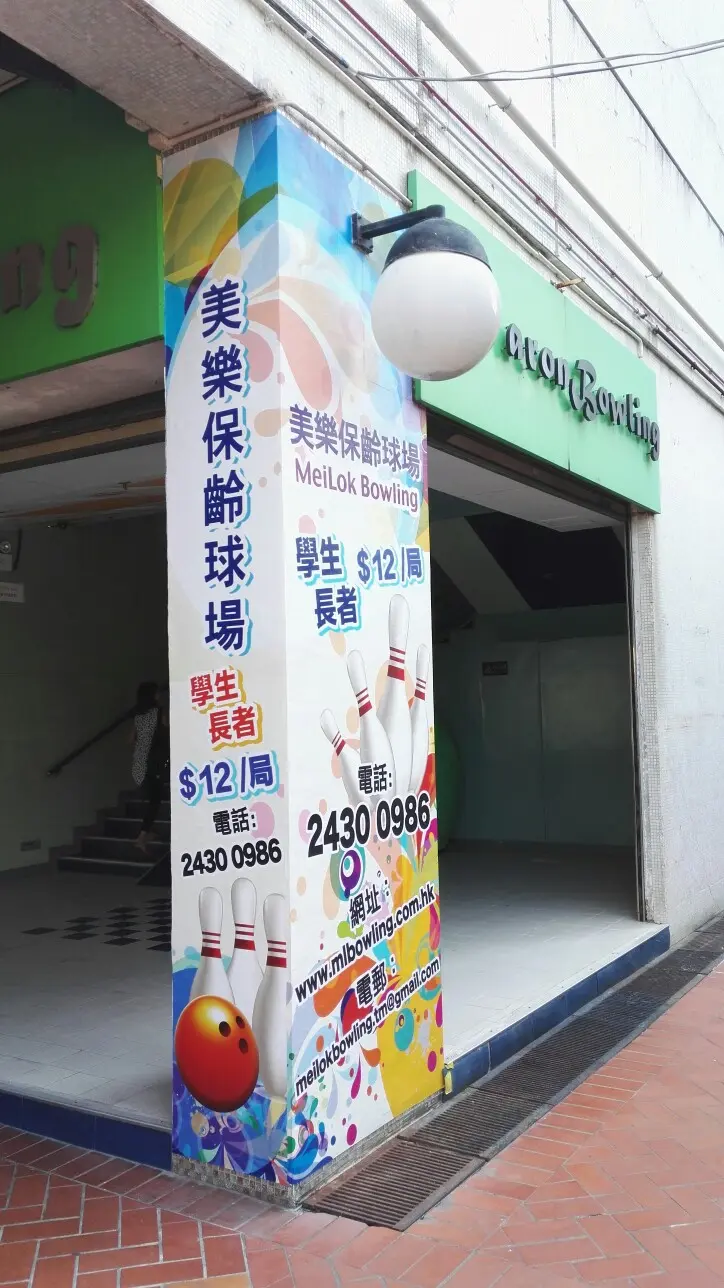 ng
美樂保齡球場
學生
長者
$12/局
電話:
2430 0986
美樂保齡球場
MeiLok Bowling
學生
長者
$12/局
電話:
2430 0986
網址:
www.mlbowling.com.hk
電郵:
meilokbowling.tm@gmail.com
avon Bowling